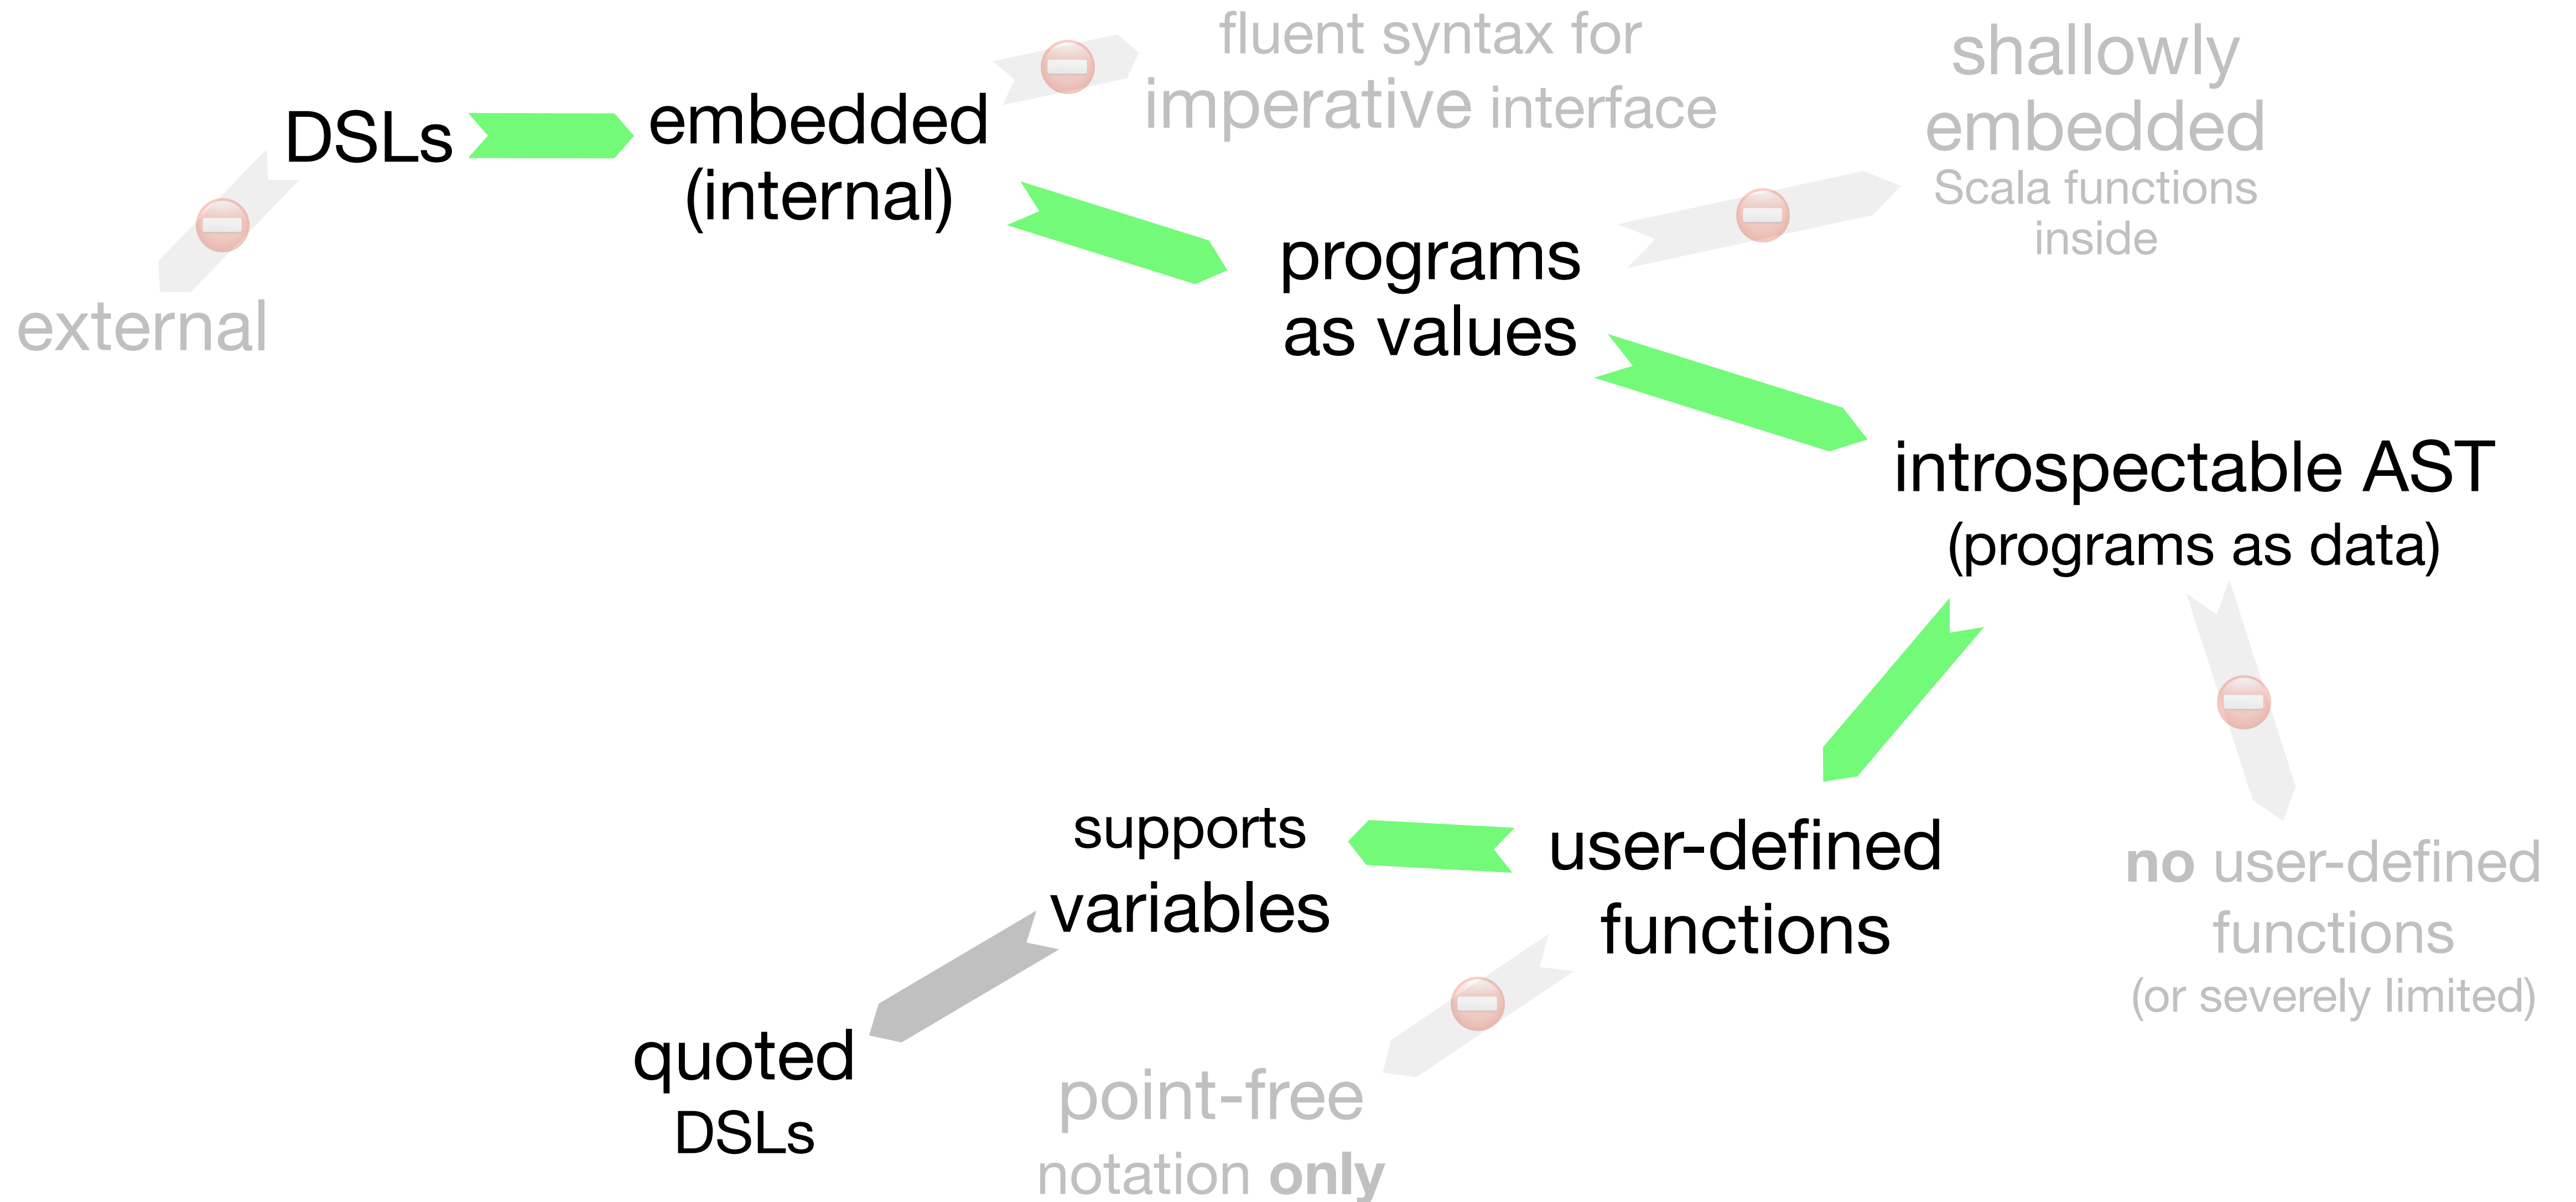 DSLs
external
embedded
(internal)
fluent syntax for
imperative interface
programs
as values
shallowly
embedded
Scala functions
inside
introspectable AST
(programs as data)
no user-defined
functions
(or severely limited)
user-defined
functions
point-free
notation only
supports
variables
quoted
DSLs